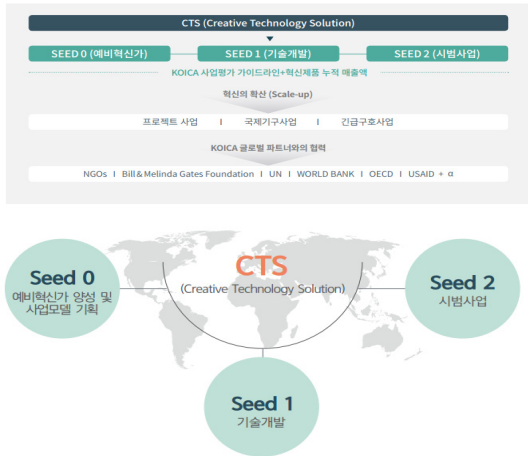 CTS (Creative Technology Solution)
SEED 0 (예비혁신가)
SEED 1 (기술개발)
SEED 2 (시범사업)
KOICA 사업평가 가이드라인+혁신제품 누적 매출액
혁신의 확산 (Scale-up)
프로젝트 사업 I 국제기구사업 I 긴급구호사업
KOICA 글로벌 파트너와의 협력
NGOs I Bill & Melinda Gates Foundation I UN I WORLD BANK I OECD I USAID + α
CTS
(Creative Technology Solution)
Seed 0
예비혁신가 양성 및
사업모델 기획
Seed 2
시범사업
Seed 1
기술개발